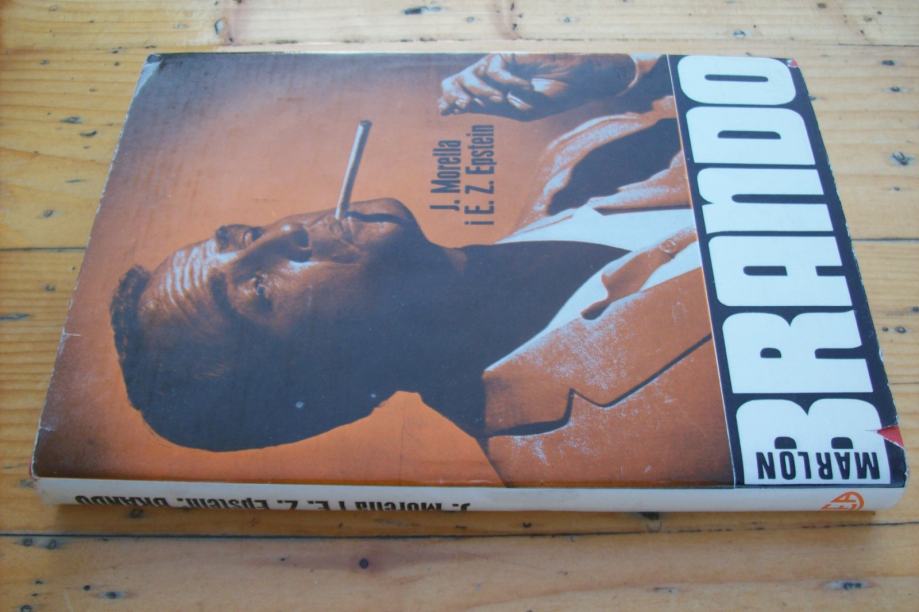 J. Morella
i E. Z. Epstein
MARLON
BRANDO
J. Morella i E. Z. Epstein: BRANDO